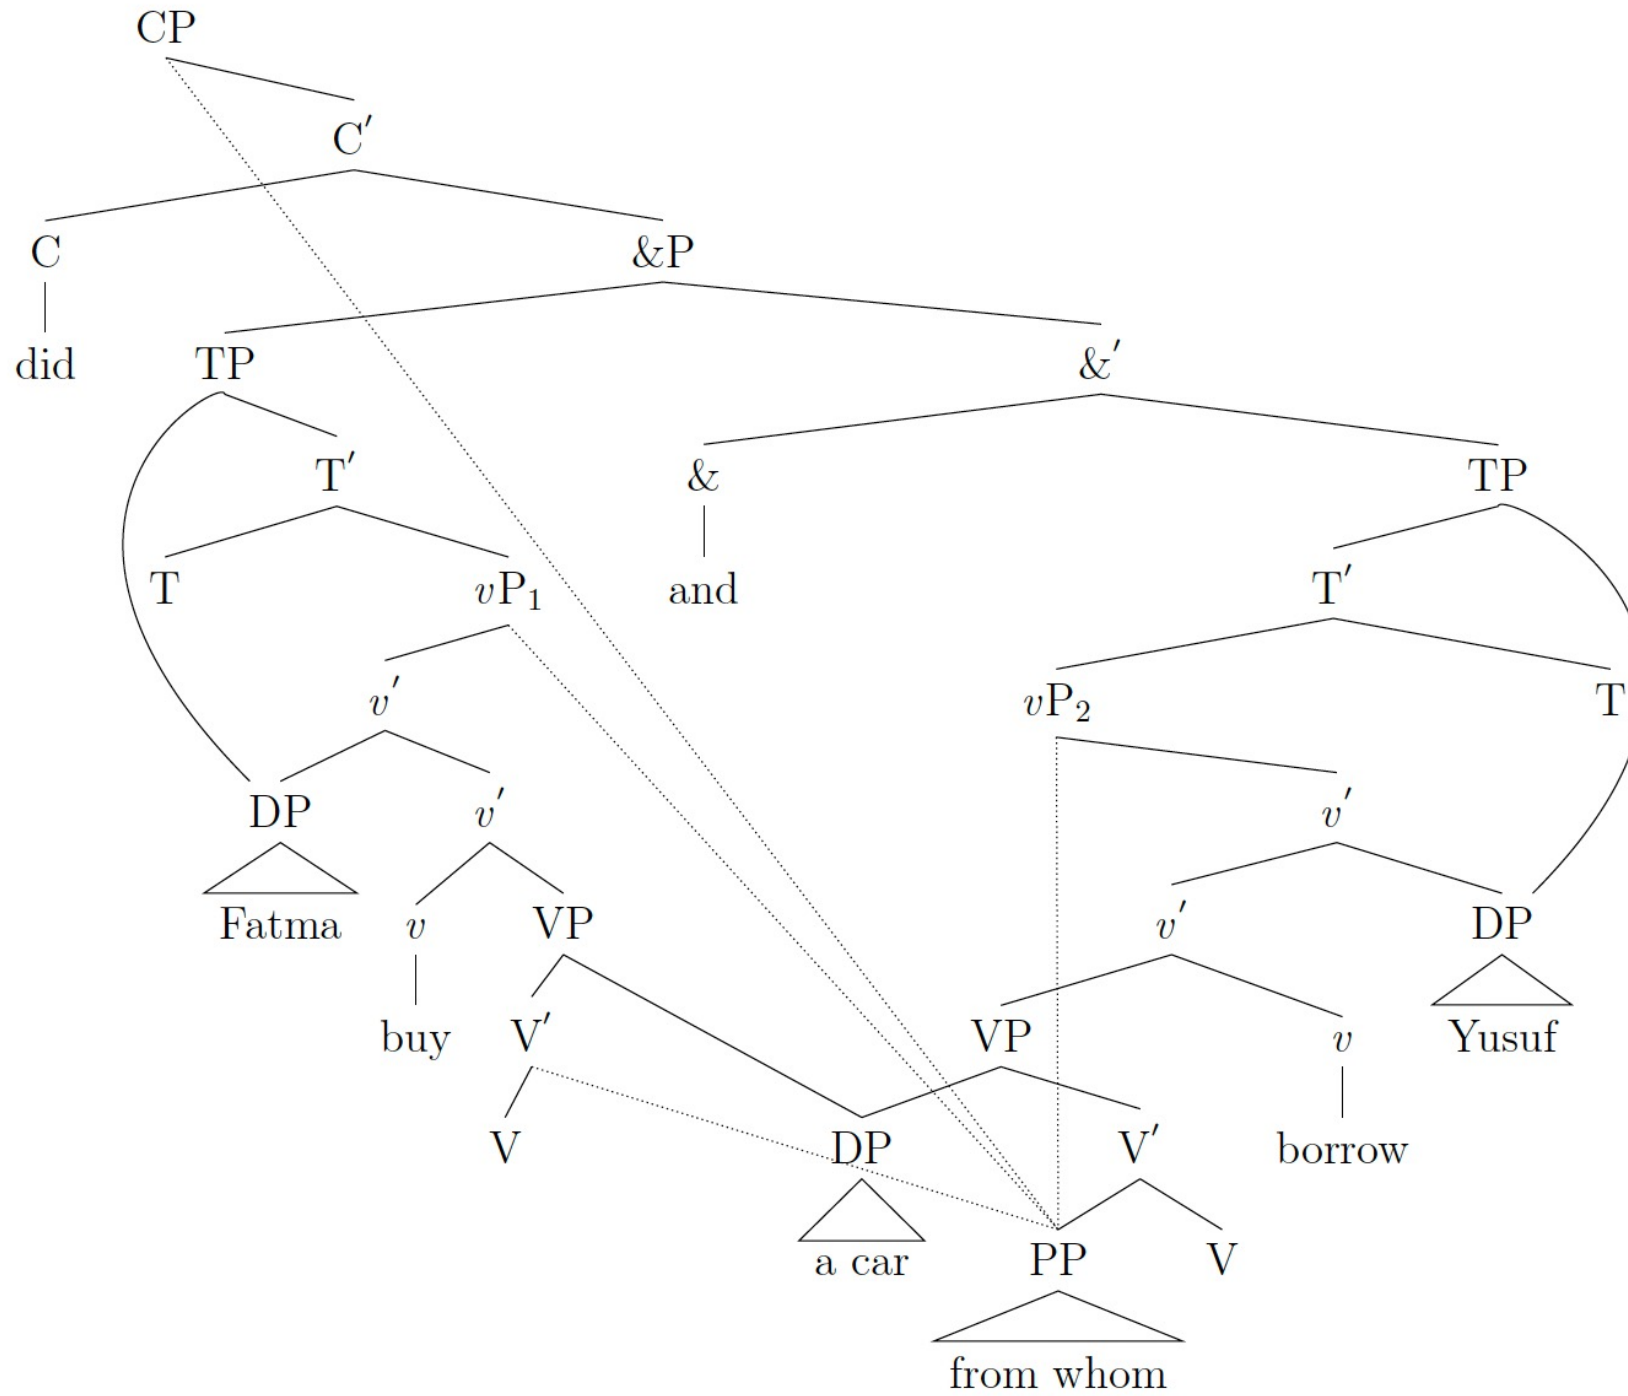 CP
C′
C &P
did TP &′
T′ & TP
T vP₁ and T′
v′ vP₂ T
DP v′ v′
Fatma v VP v′ DP
buy V′ VP v Yusuf
V DP V′ borrow
a car PP V
from whom